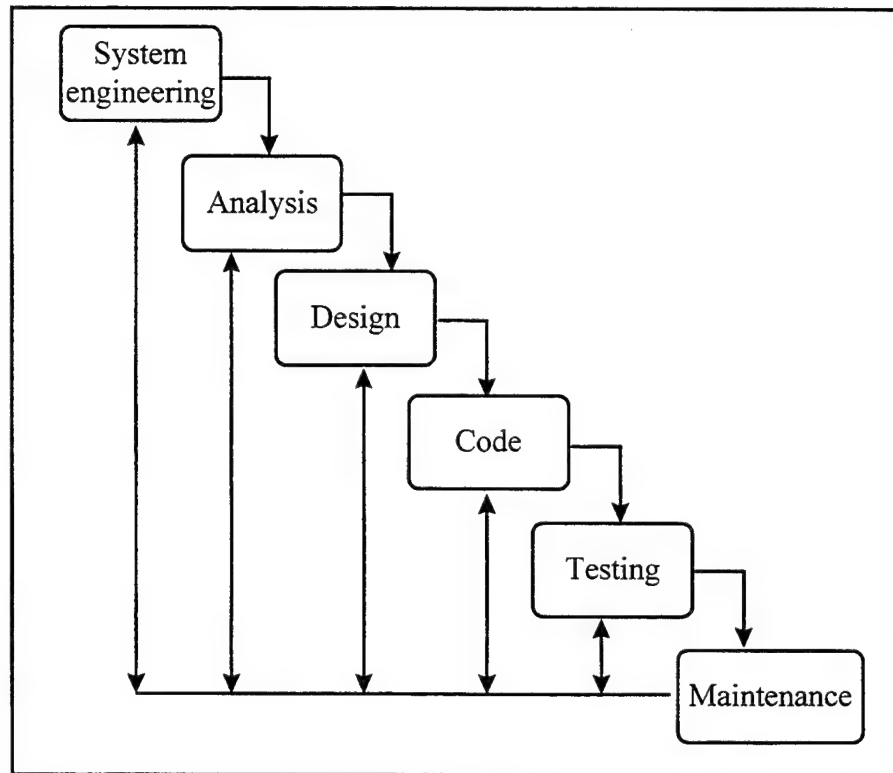 System
engineering
Analysis
Design
Code
Testing
Maintenance